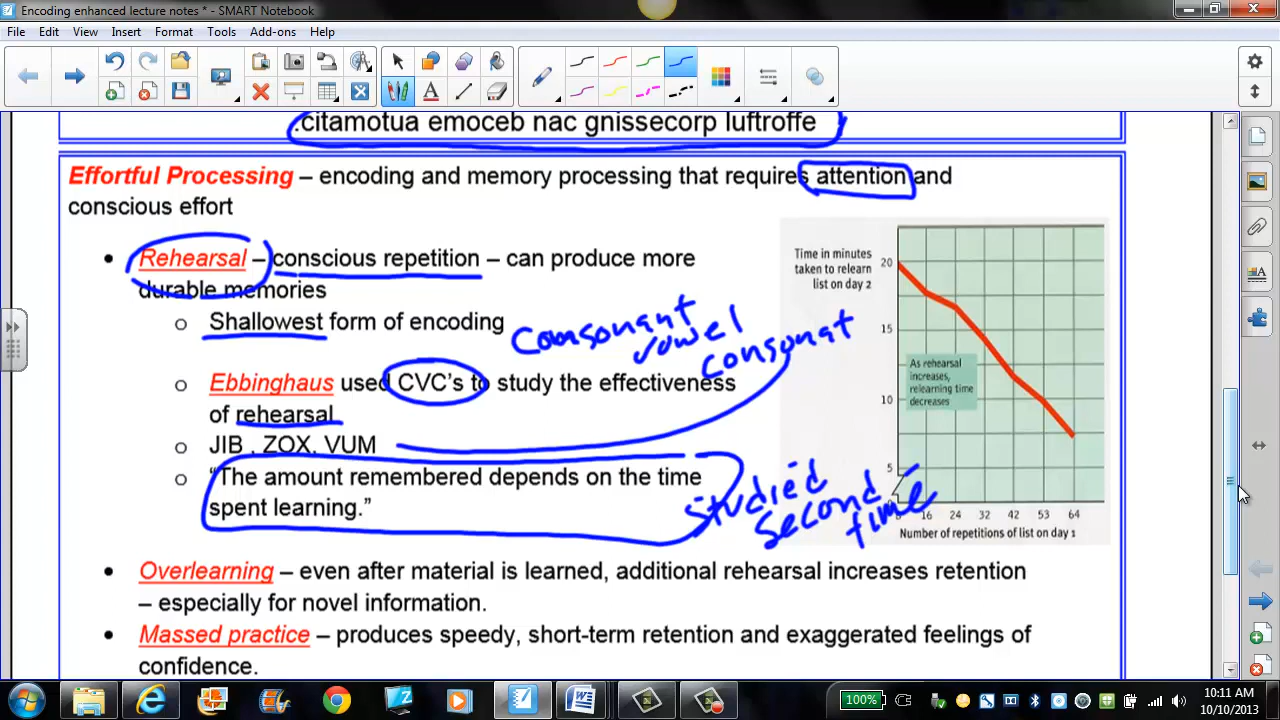 Encoding enhanced lecture notes * - SMART Notebook
File Edit View Insert Format Tools Add-ons Help
.citamotua emoceb nac gnissecorp luftroffe
Effortful Processing – encoding and memory processing that requires attention and
conscious effort
• Rehearsal – conscious repetition – can produce more
durable memories
o Shallowest form of encoding
Consonant
vowel
consonat
o Ebbinghaus used CVC's to study the effectiveness
of rehearsal
o JIB , ZOX, VUM
o "The amount remembered depends on the time
spent learning."
studied
second
time
Time in minutes
taken to relearn
list on day 2
20
15
10
5
As rehearsal
increases,
relearning time
decreases
16 24 32 42 53 64
Number of repetitions of list on day 1
• Overlearning – even after material is learned, additional rehearsal increases retention
– especially for novel information.
• Massed practice – produces speedy, short-term retention and exaggerated feelings of
confidence.
100%
10:11 AM
10/10/2013